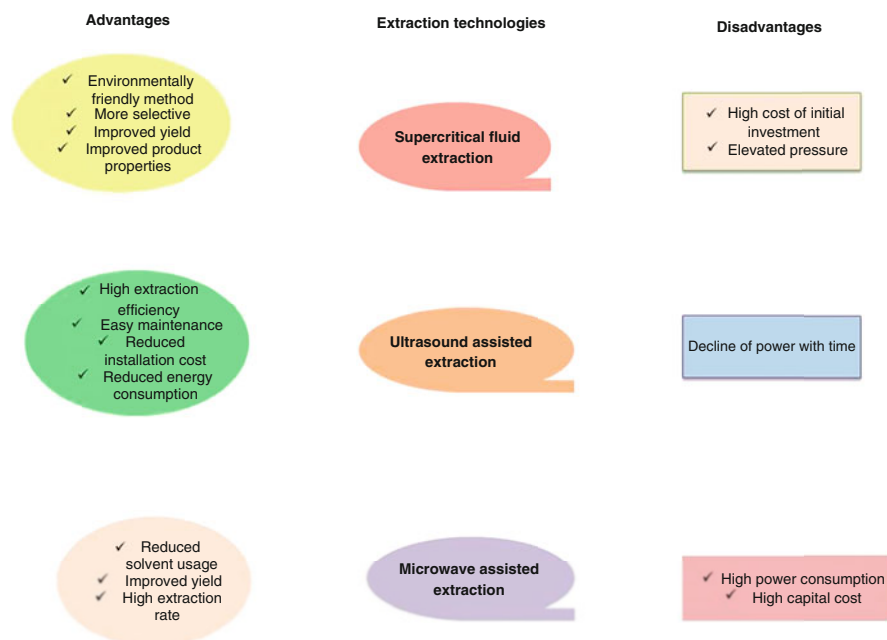 Advantages
Extraction technologies
Disadvantages
✓ Environmentally
friendly method
✓ More selective
✓ Improved yield
✓ Improved product
properties
Supercritical fluid
extraction
✓ High cost of initial
investment
✓ Elevated pressure
✓ High extraction
efficiency
✓ Easy maintenance
✓ Reduced
installation cost
✓ Reduced energy
consumption
Ultrasound assisted
extraction
Decline of power with time
✓ Reduced
solvent usage
✓ Improved yield
✓ High extraction
rate
Microwave assisted
extraction
✓ High power consumption
✓ High capital cost